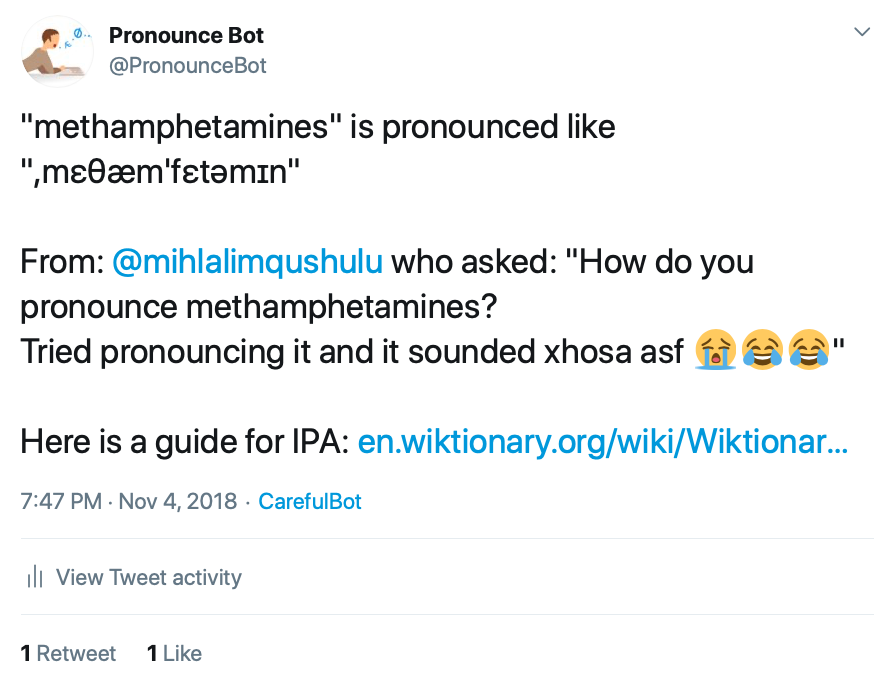 Pronounce Bot
@PronounceBot
"methamphetamines" is pronounced like
",mɛθæm'fɛtəmɪn"
From: @mihlalimqushulu who asked: "How do you
pronounce methamphetamines?
Tried pronouncing it and it sounded xhosa asf 😭😂😂"
Here is a guide for IPA: en.wiktionary.org/wiki/Wiktionar...
7:47 PM · Nov 4, 2018 · CarefulBot
View Tweet activity
1 Retweet 1 Like